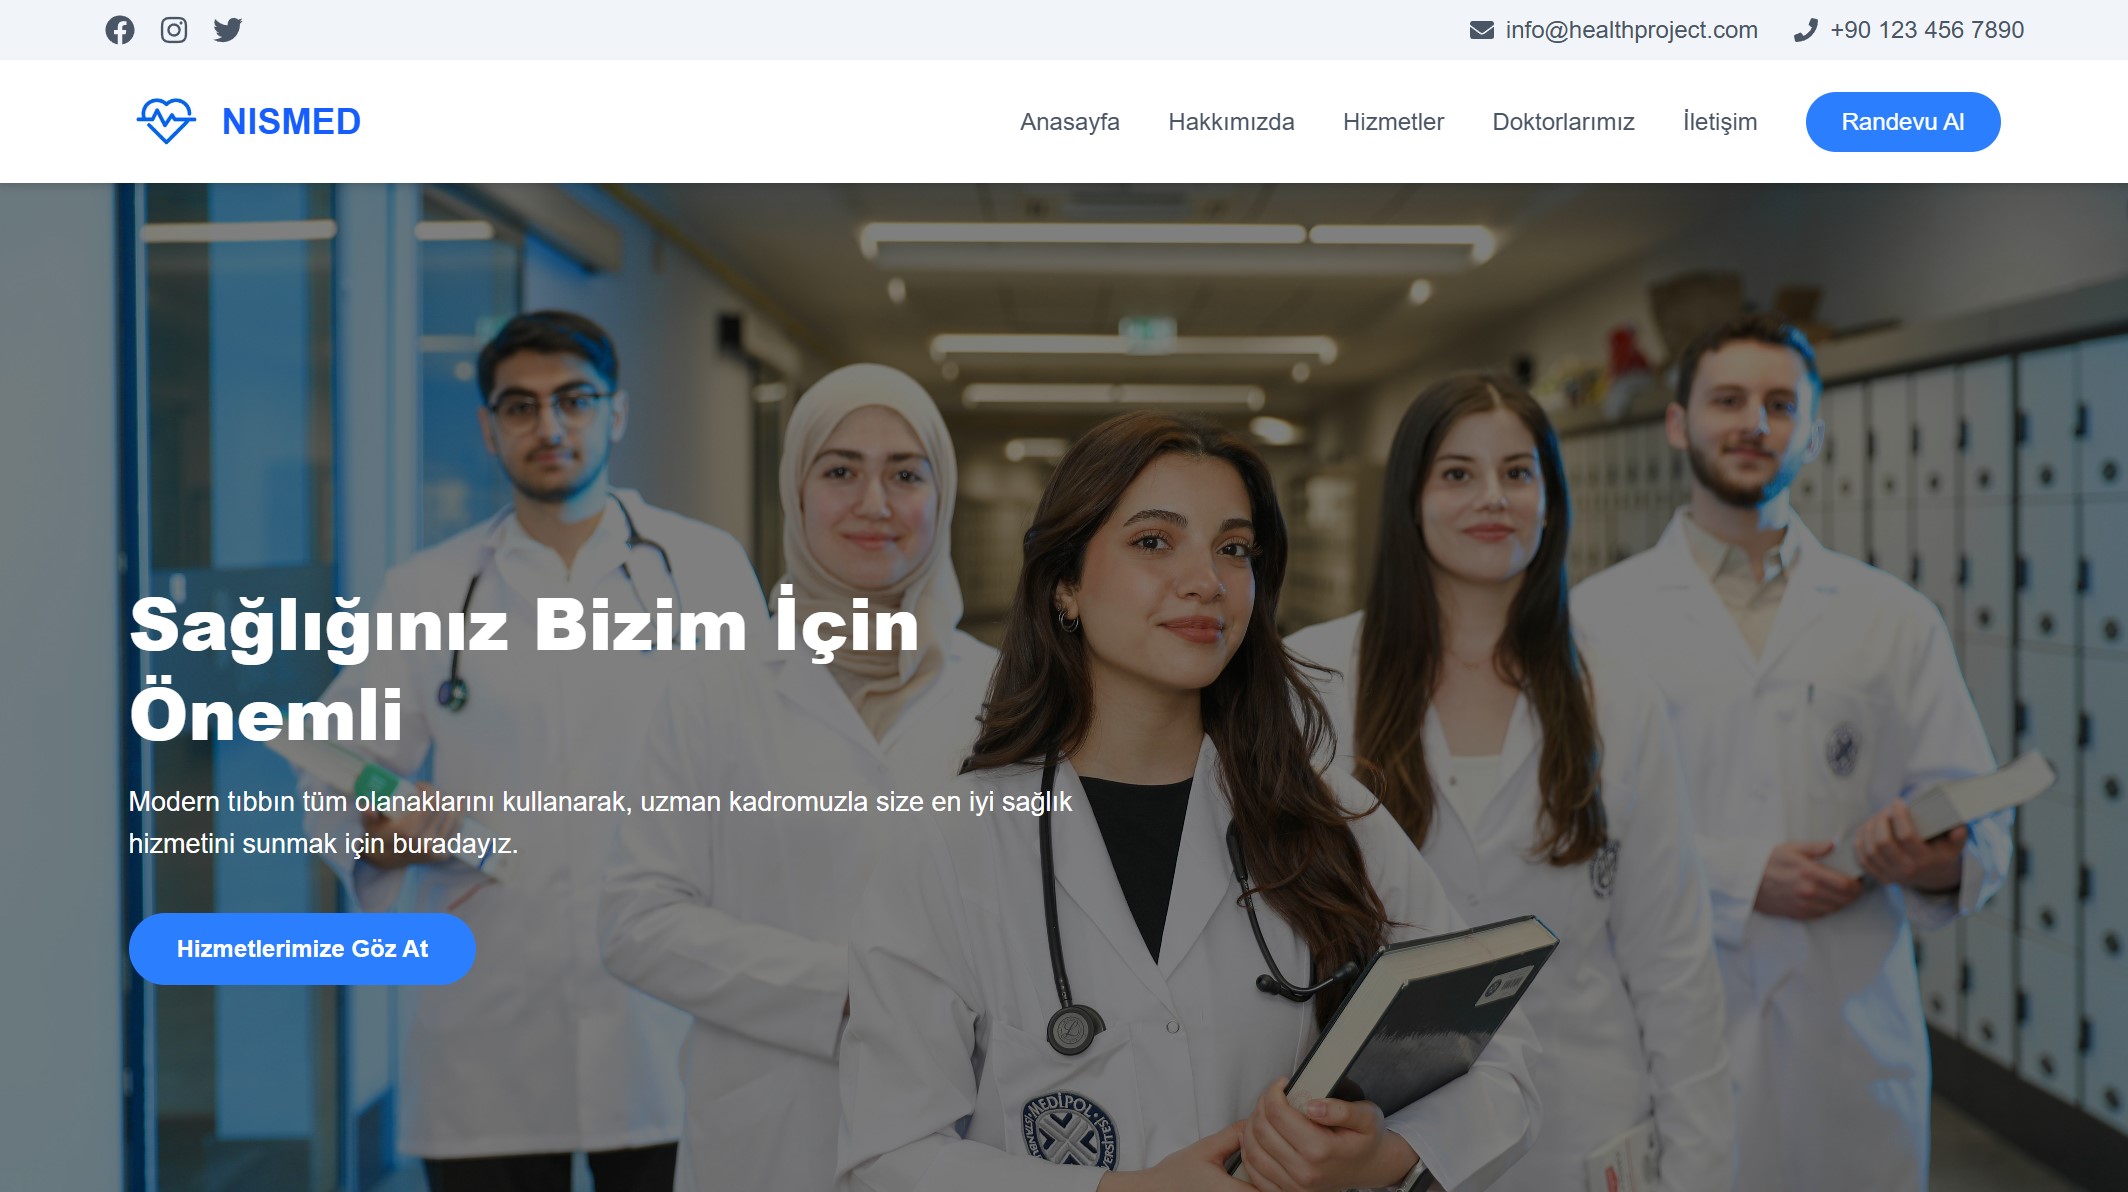 info@healthproject.com
+90 123 456 7890
NISMED
Anasayfa
Hakkımızda
Hizmetler
Doktorlarımız
İletişim
Randevu Al
Sağlığınız Bizim İçin
Önemli
Modern tıbbın tüm olanaklarını kullanarak, uzman kadromuzla size en iyi sağlık
hizmetini sunmak için buradayız.
Hizmetlerimize Göz At
MEDİPOL